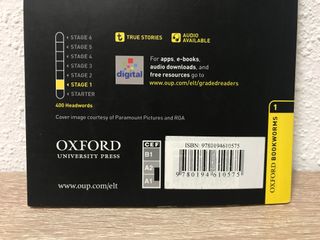 STAGE 6
STAGE 5
STAGE 4
STAGE 3
STAGE 2
STAGE 1
STARTER
400 Headwords
TRUE STORIES
AUDIO
AVAILABLE
digital
For apps, e-books,
audio downloads, and
free resources go to
www.oup.com/elt/gradedreaders
Cover image courtesy of Paramount Pictures and RGA
OXFORD
UNIVERSITY PRESS
www.oup.com/elt
CEF
B1
A2
A1
ISBN: 9780194610575
9 780194 610575
1
OXFORD BOOKWORMS